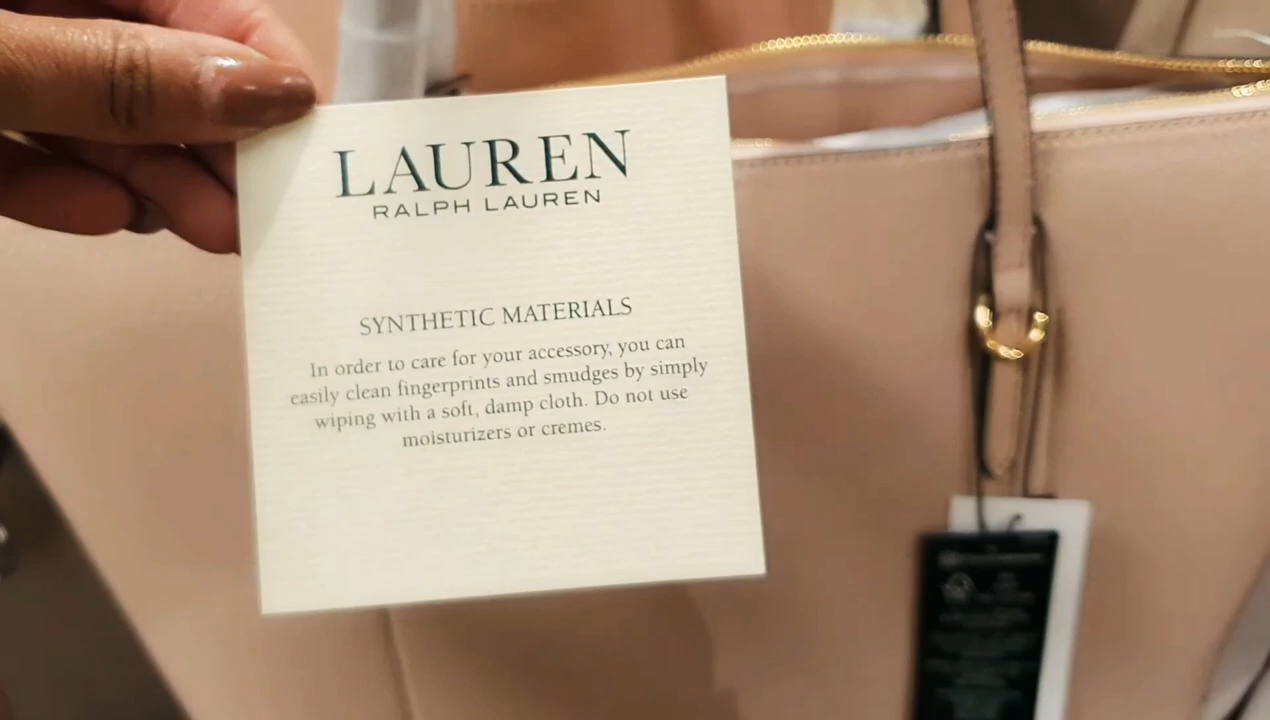 LAUREN
RALPH LAUREN
SYNTHETIC MATERIALS
In order to care for your accessory, you can
easily clean fingerprints and smudges by simply
wiping with a soft, damp cloth. Do not use
moisturizers or cremes.